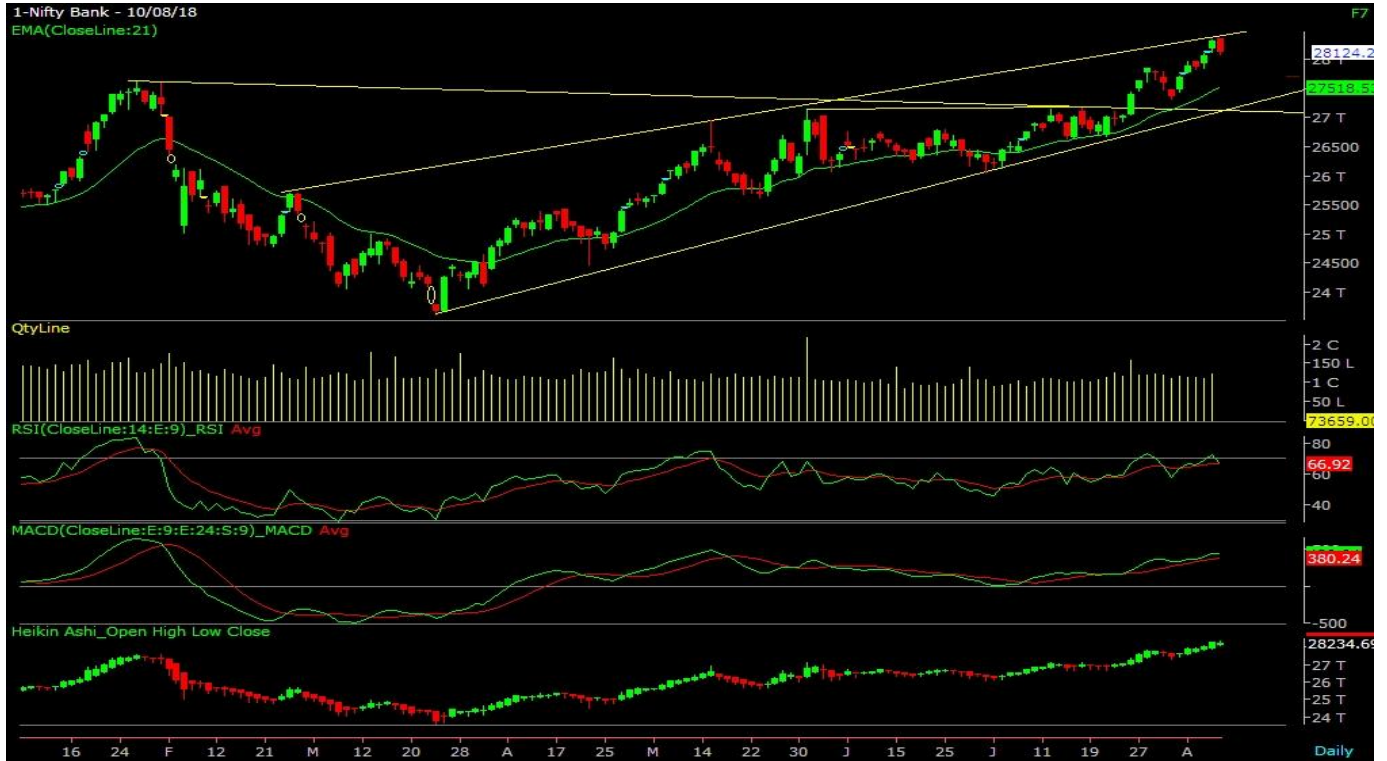 1-Nifty Bank - 10/08/18
F7
EMA(CloseLine:21)
28124.2
28 T
27518.53
27 T
26500
26 T
25500
25 T
24500
24 T
QtyLine
2 C
150 L
1 C
50 L
73659.00
RSI(CloseLine:14:E:9)_RSI Avg
80
66.92
60
40
MACD(CloseLine:E:9:E:24:S:9)_MACD Avg
380.24
-500
Heikin Ashi_Open High Low Close
28234.69
27 T
26 T
25 T
24 T
16 24 F 12 21 M 12 20 28 A 17 25 M 14 22 30 J 15 25 J 11 19 27 A
Daily